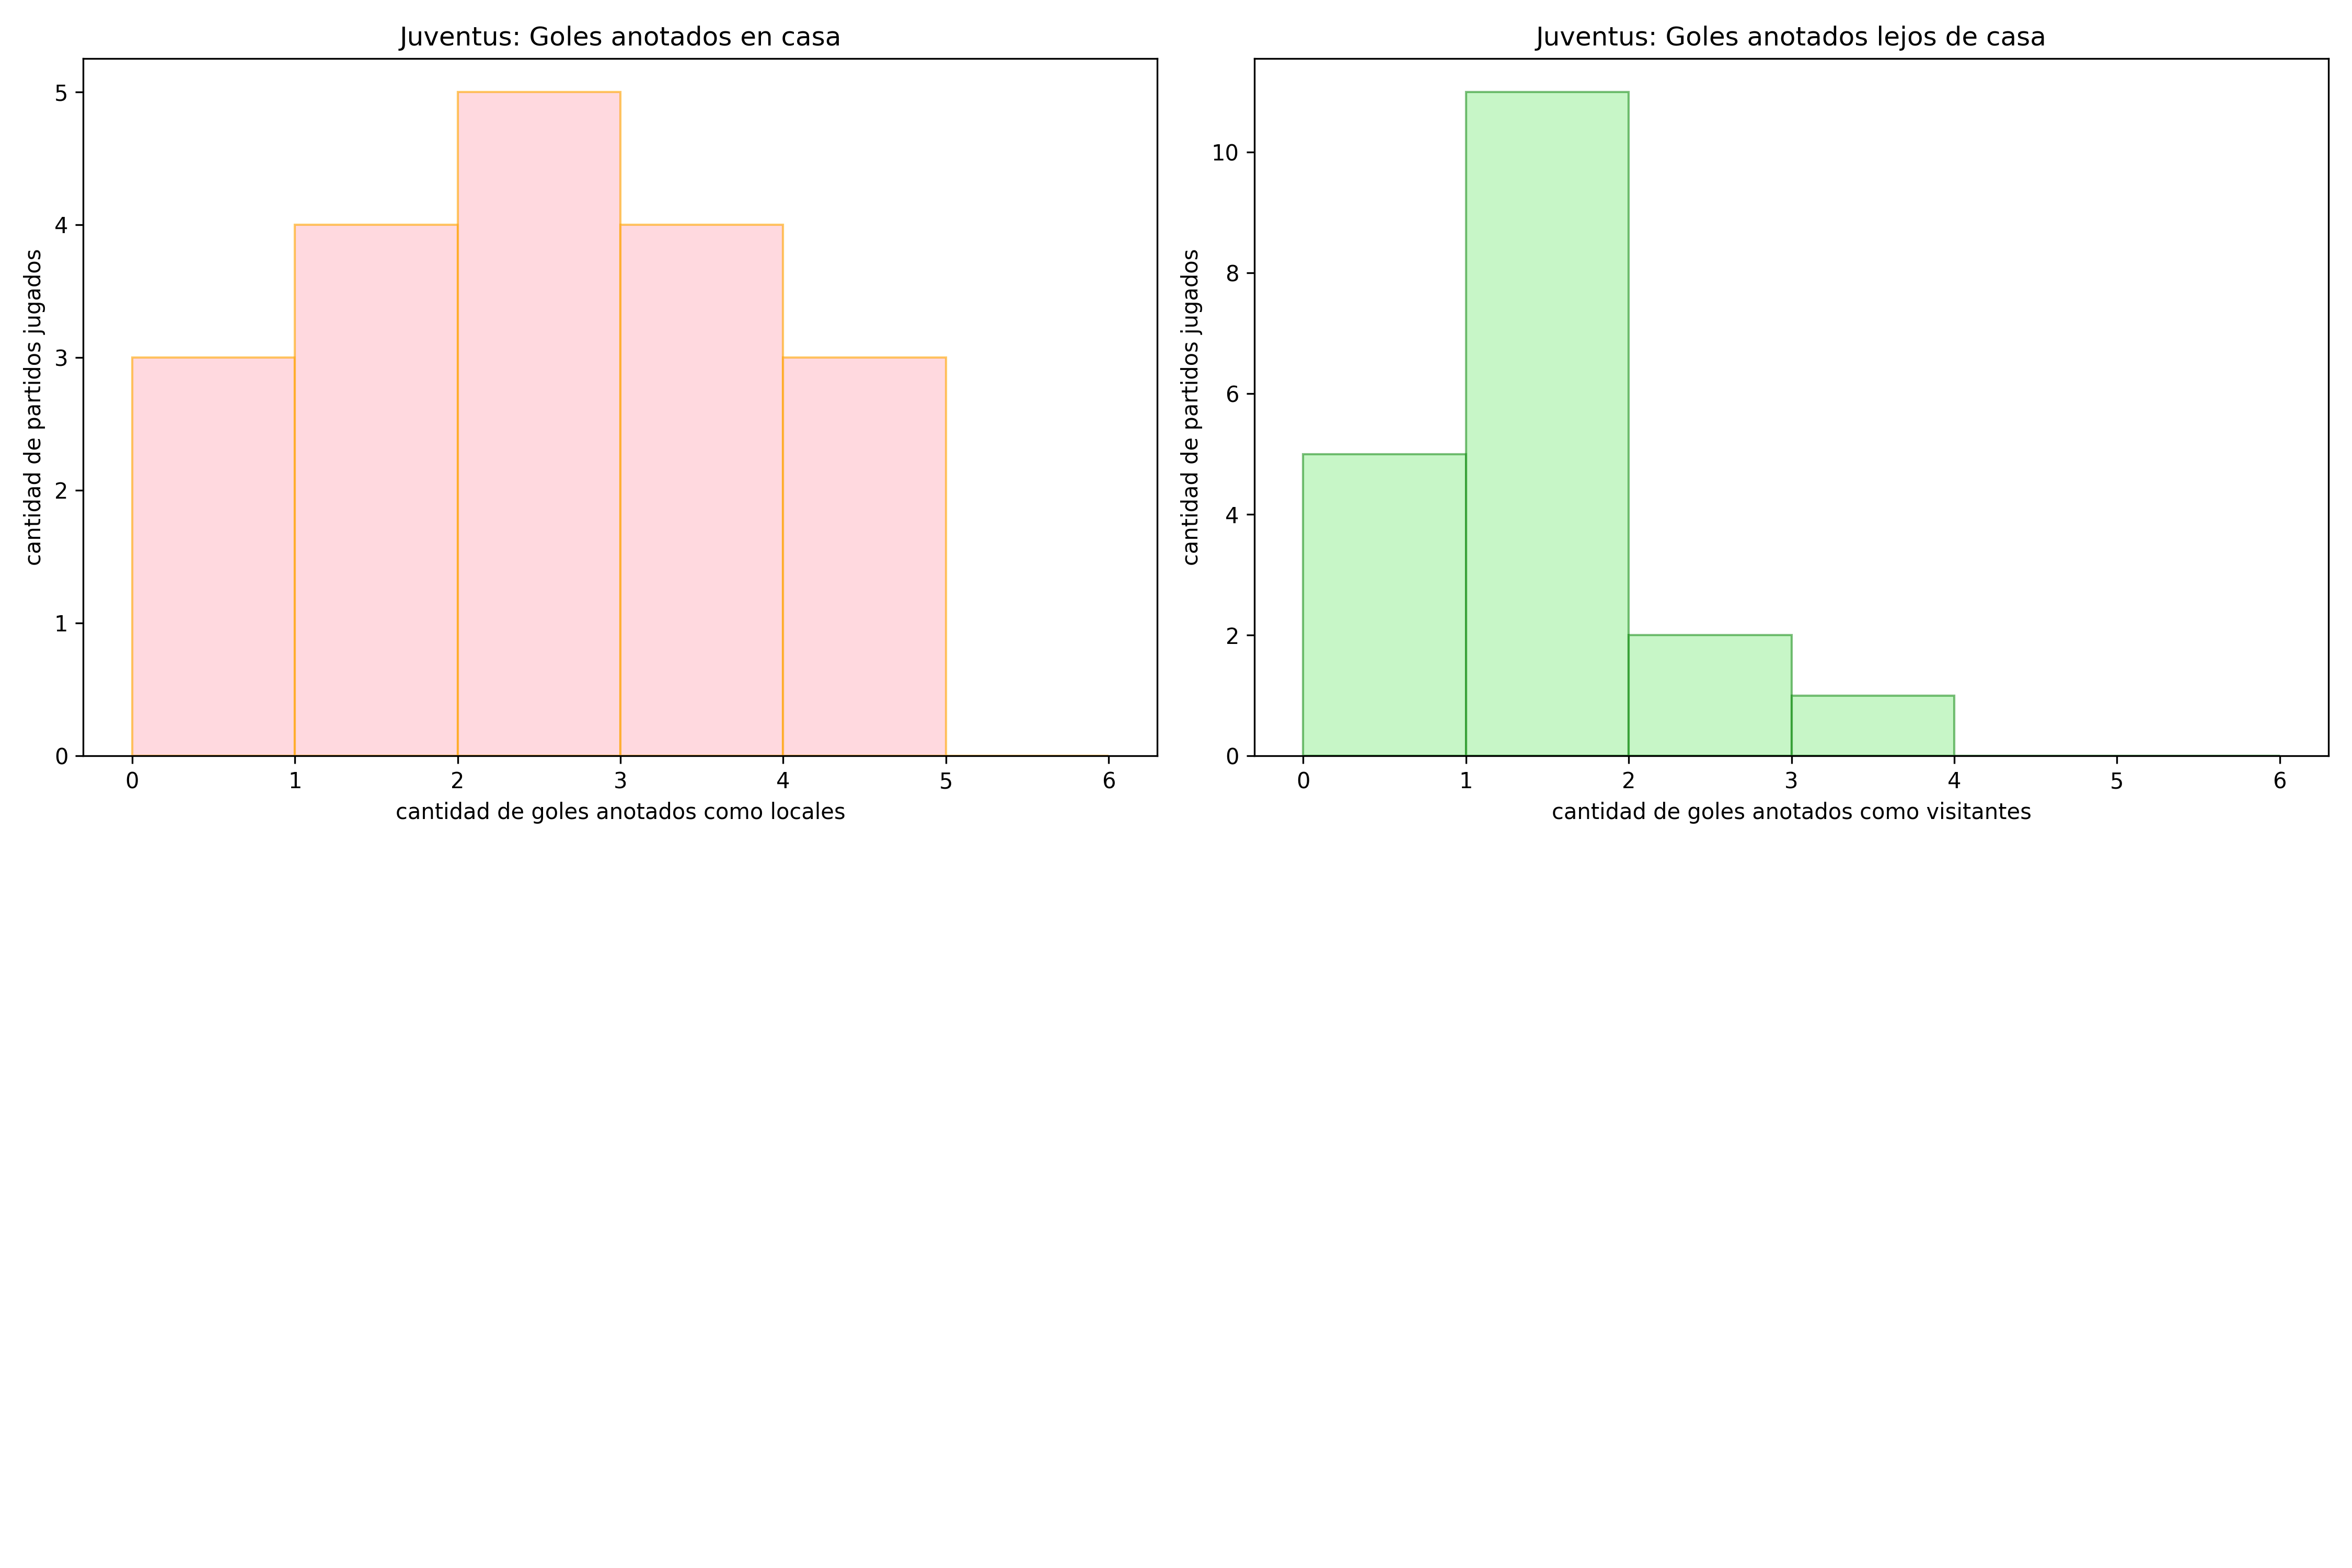 Juventus: Goles anotados en casa
cantidad de partidos jugados
5
4
3
2
1
0
0 1 2 3 4 5 6
cantidad de goles anotados como locales
Juventus: Goles anotados lejos de casa
cantidad de partidos jugados
10
8
6
4
2
0
0 1 2 3 4 5 6
cantidad de goles anotados como visitantes